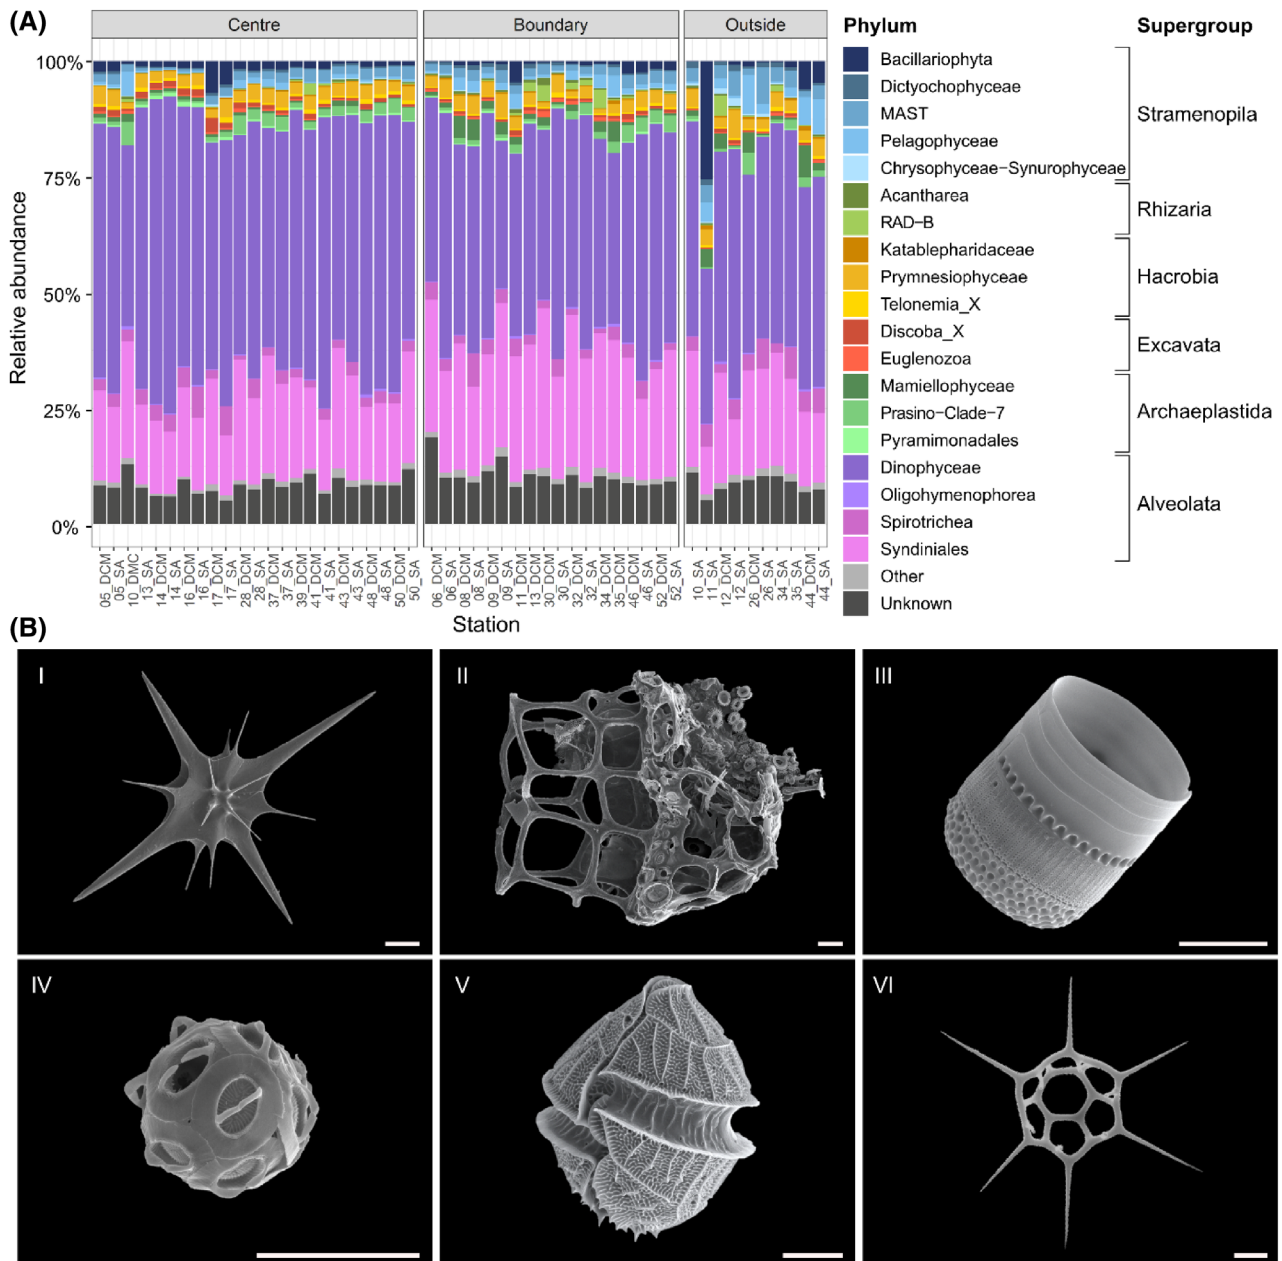 (A)
Centre
Boundary
Outside
Relative abundance
100%
75%
50%
25%
0%
05_DCM
05_SA
10_DMC
13_SA
14_DCM
14_SA
16_DCM
16_SA
17_DCM
17_SA
28_DCM
28_SA
37_DCM
37_SA
39_DCM
41_DCM
41_SA
43_DCM
43_SA
48_DCM
48_SA
50_DCM
50_SA
06_DCM
06_SA
08_DCM
08_SA
09_DCM
09_SA
11_DCM
13_DCM
30_DCM
30_SA
32_DCM
32_SA
34_DCM
35_DCM
46_DCM
46_SA
52_DCM
52_SA
10_SA
11_SA
12_DCM
12_SA
26_DCM
26_SA
34_SA
35_SA
44_DCM
44_SA
Station
Phylum
Supergroup
Bacillariophyta
Dictyochophyceae
MAST
Pelagophyceae
Chrysophyceae-Synurophyceae
Stramenopila
Acantharea
RAD-B
Rhizaria
Katablepharidaceae
Prymnesiophyceae
Telonemia_X
Hacrobia
Discoba_X
Euglenozoa
Excavata
Mamiellophyceae
Prasino-Clade-7
Pyramimonadales
Archaeplastida
Dinophyceae
Oligohymenophorea
Spirotrichea
Syndiniales
Alveolata
Other
Unknown
(B)
I
II
III
IV
V
VI